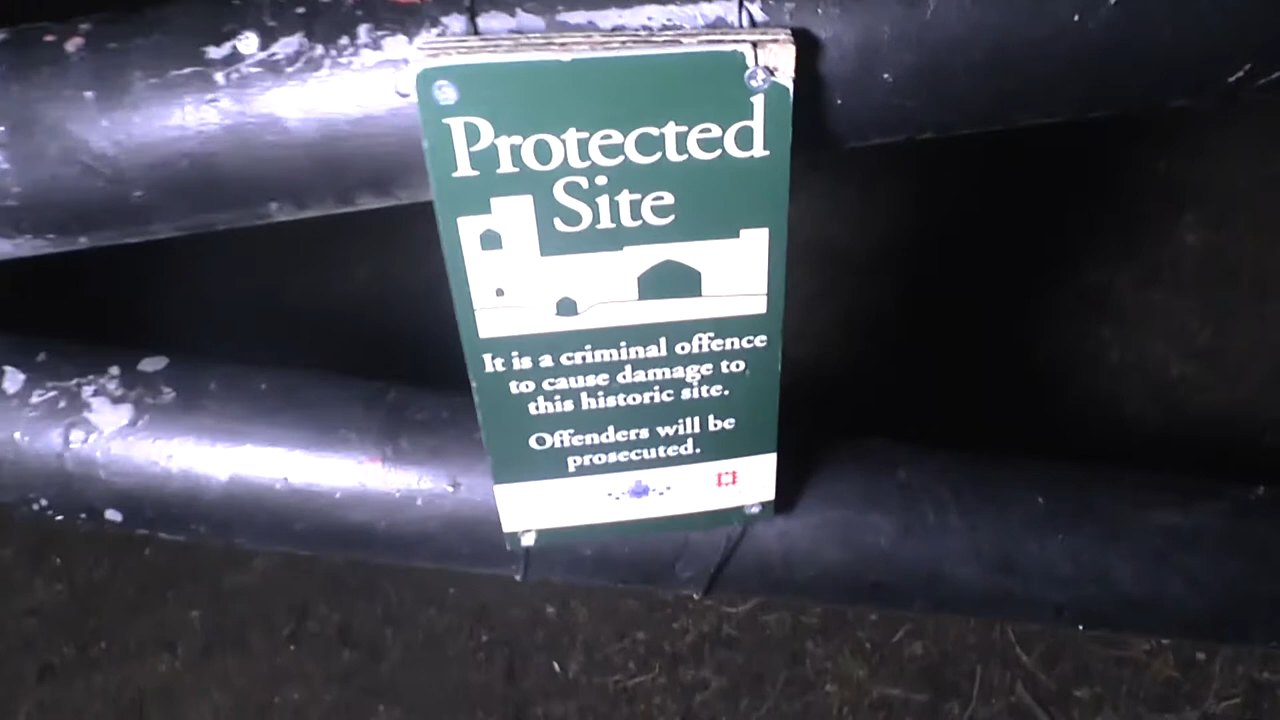 Protected
Site
It is a criminal offence
to cause damage to
this historic site.
Offenders will be
prosecuted.